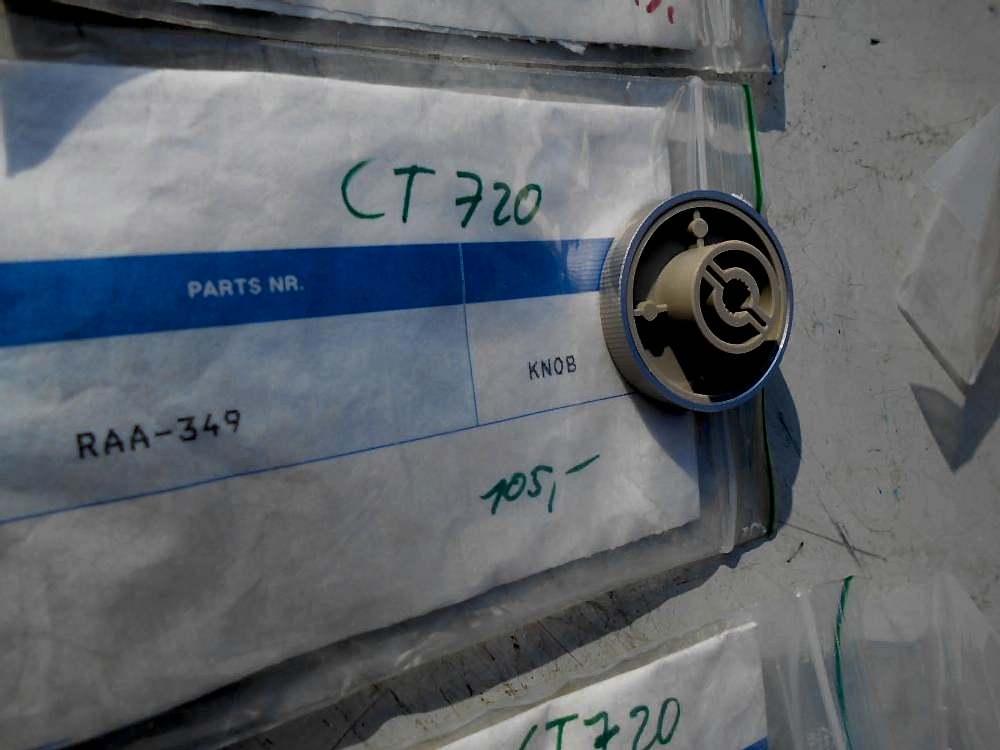 CT 720
PARTS NR.
KNOB
RAA-349
105,-
CT 720